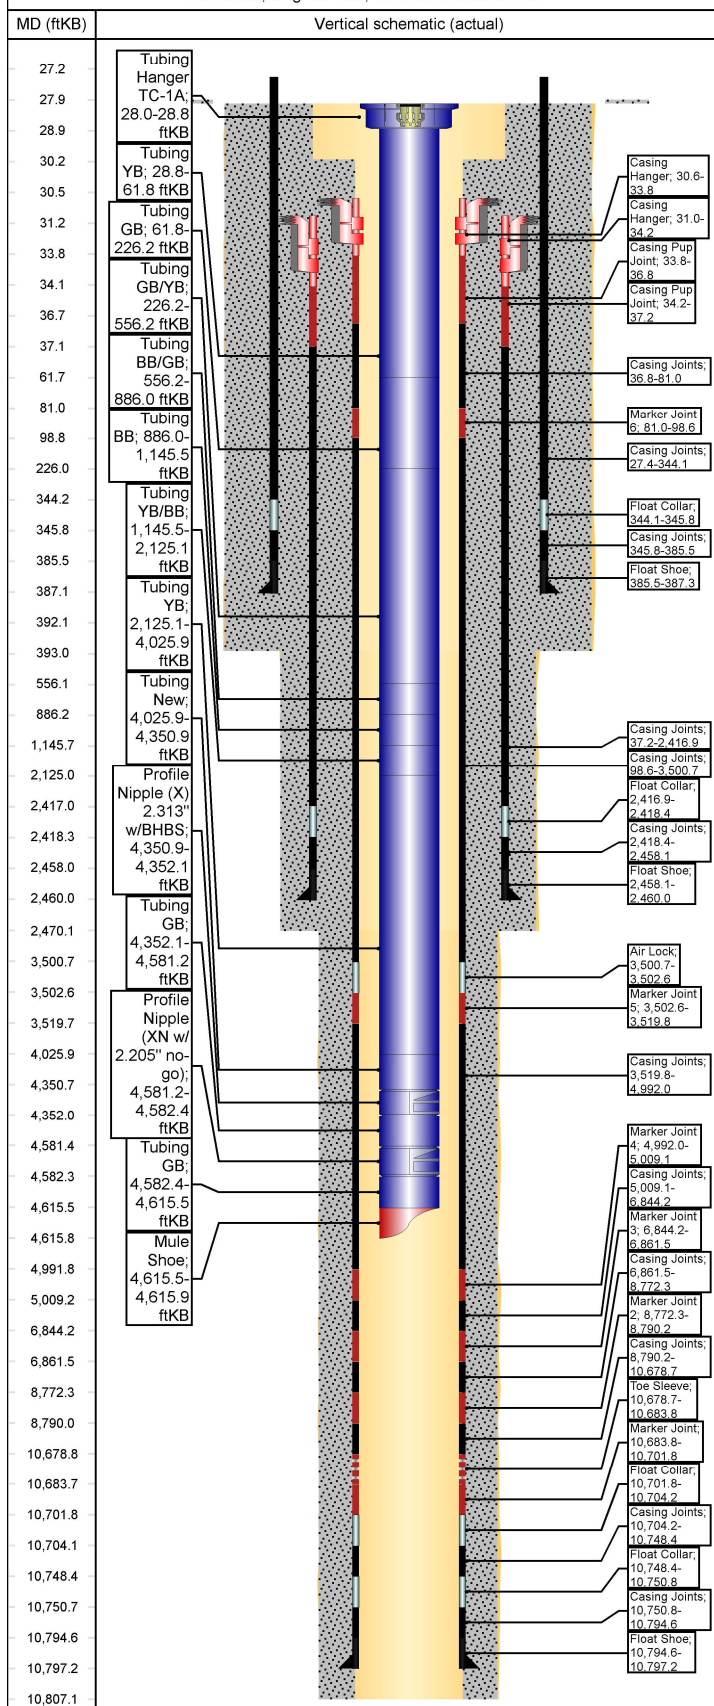 MD (ftKB)
Vertical schematic (actual)
27.2
27.9
28.9
30.2
30.5
31.2
33.8
34.1
36.7
37.1
61.7
81.0
98.8
226.0
344.2
345.8
385.5
387.1
392.1
393.0
556.1
886.2
1,145.7
2,125.0
2,417.0
2,418.3
2,458.0
2,460.0
2,470.1
3,500.7
3,502.6
3,519.7
4,025.9
4,350.7
4,352.0
4,581.4
4,582.3
4,615.5
4,615.8
4,991.8
5,009.2
6,844.2
6,861.5
8,772.3
8,790.0
10,678.8
10,683.7
10,701.8
10,704.1
10,748.4
10,750.7
10,794.6
10,797.2
10,807.1
Tubing
Hanger
TC-1A;
28.0-28.8
ftKB
Tubing
YB; 28.8-
61.8 ftKB
Tubing
GB; 61.8-
226.2 ftKB
Tubing
GB/YB;
226.2-
556.2 ftKB
Tubing
BB/GB;
556.2-
886.0 ftKB
Tubing
BB; 886.0-
1,145.5
ftKB
Tubing
YB/BB;
1,145.5-
2,125.1
ftKB
Tubing
YB;
2,125.1-
4,025.9
ftKB
Tubing
New;
4,025.9-
4,350.9
ftKB
Profile
Nipple (X)
2.313"
w/BHBS;
4,350.9-
4,352.1
ftKB
Tubing
GB;
4,352.1-
4,581.2
ftKB
Profile
Nipple
(XN w/
2.205" no-
go);
4,581.2-
4,582.4
ftKB
Tubing
GB;
4,582.4-
4,615.5
ftKB
Mule
Shoe;
4,615.5-
4,615.9
ftKB
Casing
Hanger; 30.6-
33.8
Casing
Hanger; 31.0-
34.2
Casing Pup
Joint; 33.8-
36.8
Casing Pup
Joint; 34.2-
37.2
Casing Joints;
36.8-81.0
Marker Joint
6; 81.0-98.6
Casing Joints;
27.4-344.1
Float Collar;
344.1-345.8
Casing Joints;
345.8-385.5
Float Shoe;
385.5-387.3
Casing Joints;
37.2-2,416.9
Casing Joints;
98.6-3,500.7
Float Collar;
2,416.9-
2,418.4
Casing Joints;
2,418.4-
2,458.1
Float Shoe;
2,458.1-
2,460.0
Air Lock;
3,500.7-
3,502.6
Marker Joint
5; 3,502.6-
3,519.8
Casing Joints;
3,519.8-
4,992.0
Marker Joint
4; 4,992.0-
5,009.1
Casing Joints;
5,009.1-
6,844.2
Marker Joint
3; 6,844.2-
6,861.5
Casing Joints;
6,861.5-
8,772.3
Marker Joint
2; 8,772.3-
8,790.2
Casing Joints;
8,790.2-
10,678.7
Toe Sleeve;
10,678.7-
10,683.8
Marker Joint;
10,683.8-
10,701.8
Float Collar;
10,701.8-
10,704.2
Casing Joints;
10,704.2-
10,748.4
Float Collar;
10,748.4-
10,750.8
Casing Joints;
10,750.8-
10,794.6
Float Shoe;
10,794.6-
10,797.2